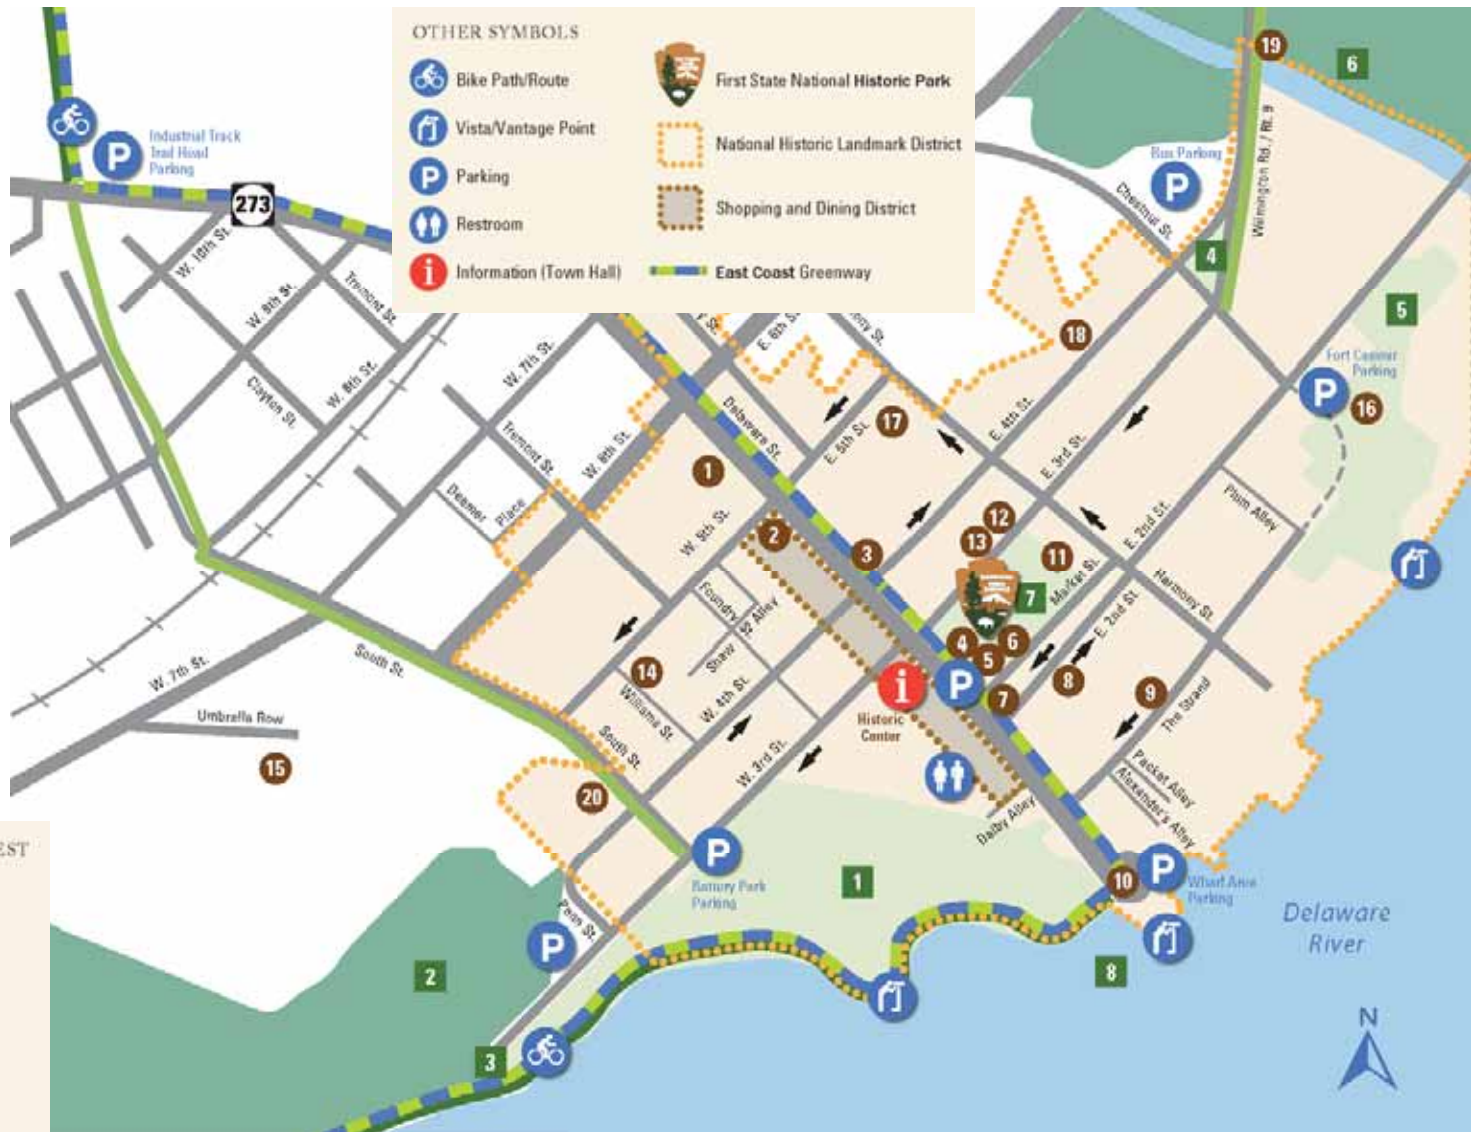 OTHER SYMBOLS
Bike Path/Route
Vista/Vantage Point
Parking
Restroom
Information (Town Hall)
First State National Historic Park
National Historic Landmark District
Shopping and Dining District
East Coast Greenway
P
Industrial Track
Trail Head
Parking
273
W. 10th St.
W. 9th St.
Tremont St.
Clayton St.
W. 8th St.
W. 7th St.
Tremont St.
Deemer
Place
W. 6th St.
South St.
W. 7th St.
Umbrella Row
15
1
Delaware St.
E. 6th St.
E. 5th St.
17
18
19
6
Wilmington Rd. / Rt. 9
Bus Parking
P
Chestnut St.
4
5
Fort Casimir
Parking
P
16
E. 4th St.
E. 3rd St.
E. 2nd St.
Plum Alley
W. 5th St.
2
3
12
13
11
7
Market St.
Harmony St.
E. 2nd St.
Foundry St.
Shaw Alley
14
Williams St.
W. 4th St.
South St.
W. 3rd St.
20
i
Historic
Center
P
4
5
6
7
8
9
The Strand
Packet Alley
Alexander's Alley
Dalby Alley
P
Battery Park
Parking
1
10
P
Wharf Area
Parking
Delaware
River
8
Penn St.
P
2
3
N
EST